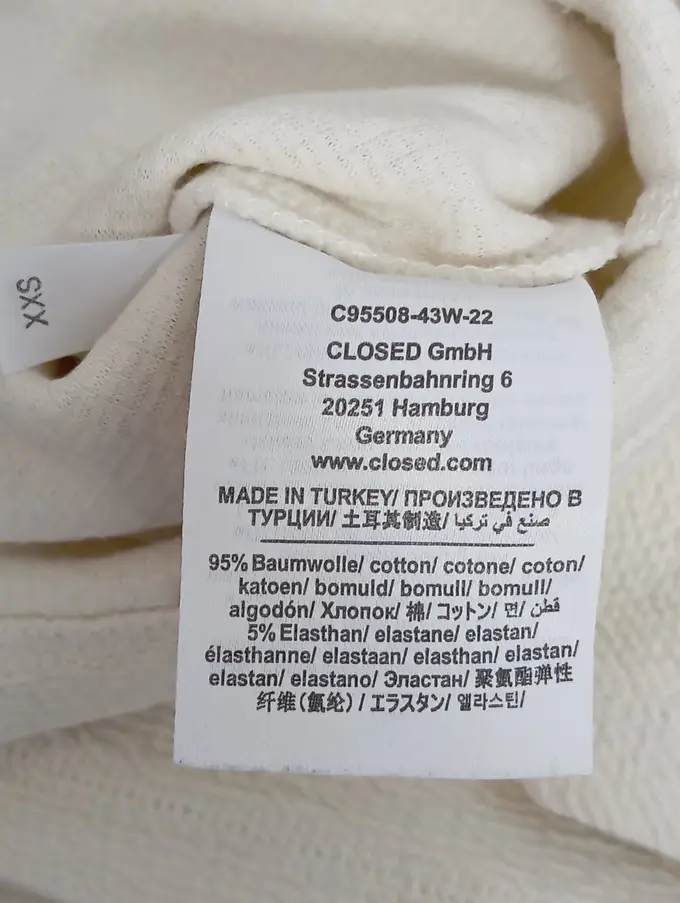 XXS
C95508-43W-22
CLOSED GmbH
Strassenbahnring 6
20251 Hamburg
Germany
www.closed.com
MADE IN TURKEY/ ПРОИЗВЕДЕНО В
ТУРЦИИ/ 土耳其制造/ صنع في تركيا
95% Baumwolle/ cotton/ cotone/ coton/
katoen/ bomuld/ bomull/ bomull/
algodón/ Хлопок/ 棉/ コットン/ 면/ قطن
5% Elasthan/ elastane/ elastan/
élasthanne/ elastaan/ elasthan/ elastan/
elastan/ elastano/ Эластан/ 聚氨酯弹性
纤维(氨纶) / エラスタン/ 엘라스틴/